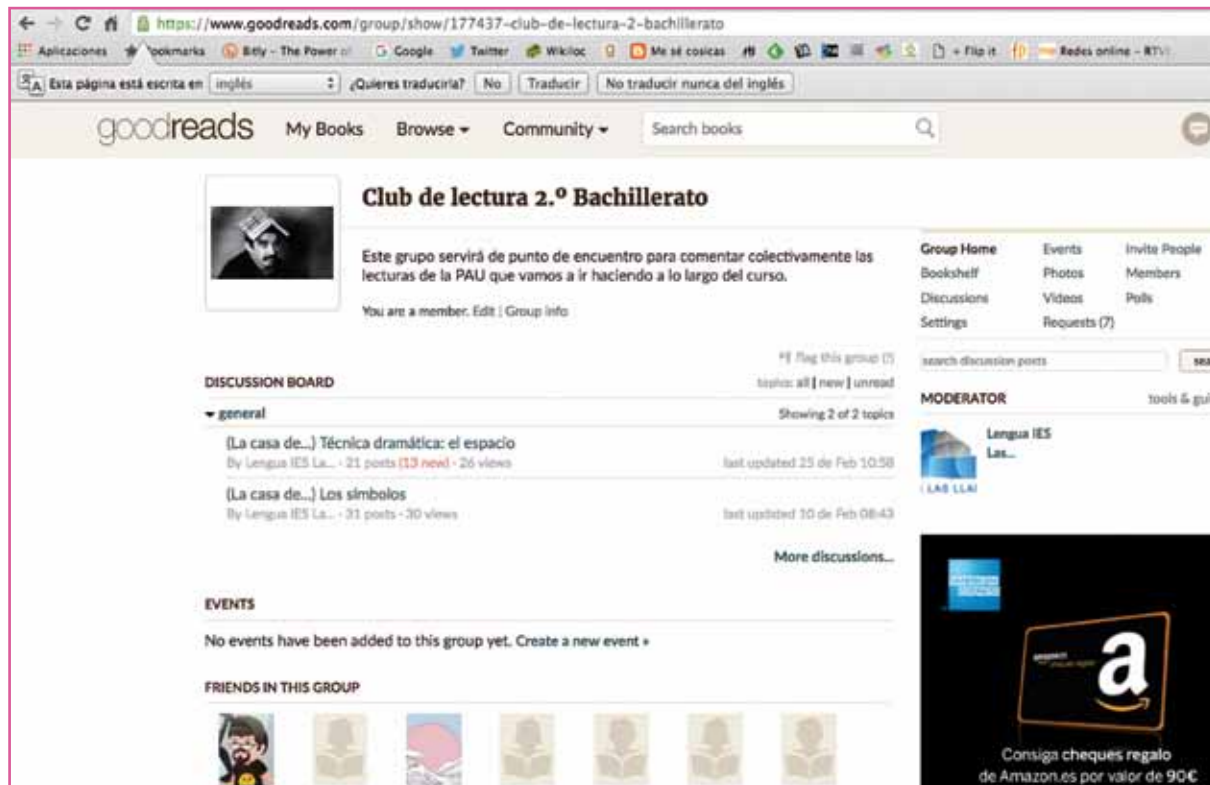 https://www.goodreads.com/group/show/177437-club-de-lectura-2-bachillerato
Aplicaciones Bitly - The Power of Google Twitter Wikiloc Me sé cosicas + Flip it Redes online - RTV
Esta página está escrita en inglés ¿Quieres traducirla? No Traducir No traducir nunca del inglés
goodreads My Books Browse Community Search books
Club de lectura 2.º Bachillerato
Este grupo servirá de punto de encuentro para comentar colectivamente las
lecturas de la PAU que vamos a ir haciendo a lo largo del curso.
You are a member. Edit | Group info
Group Home Events Invite People
Bookshelf Photos Members
Discussions Videos Polls
Settings Requests (7)
flag this group (?)
search discussion posts sea
DISCUSSION BOARD
topics: all | new | unread
MODERATOR tools & gui
general
Showing 2 of 2 topics
Lengua IES
Las...
LAS LLA
(La casa de...) Técnica dramática: el espacio
By Lengua IES La... - 21 posts (13 new) - 26 views
last updated 25 de Feb 10:58
(La casa de...) Los símbolos
By Lengua IES La... - 31 posts - 30 views
last updated 10 de Feb 08:43
More discussions...
EVENTS
No events have been added to this group yet. Create a new event »
FRIENDS IN THIS GROUP
a
Consiga cheques regalo
de Amazon.es por valor de 90€